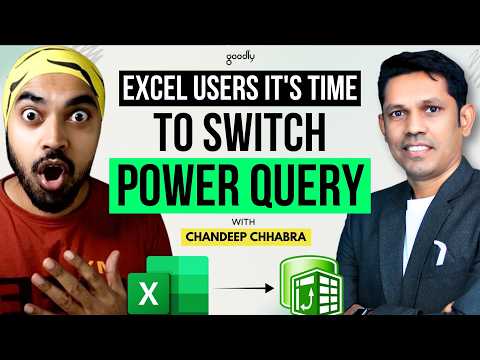 goodly
EXCEL USERS IT'S TIME
TO SWITCH
POWER QUERY
WITH
CHANDEEP CHHABRA
X